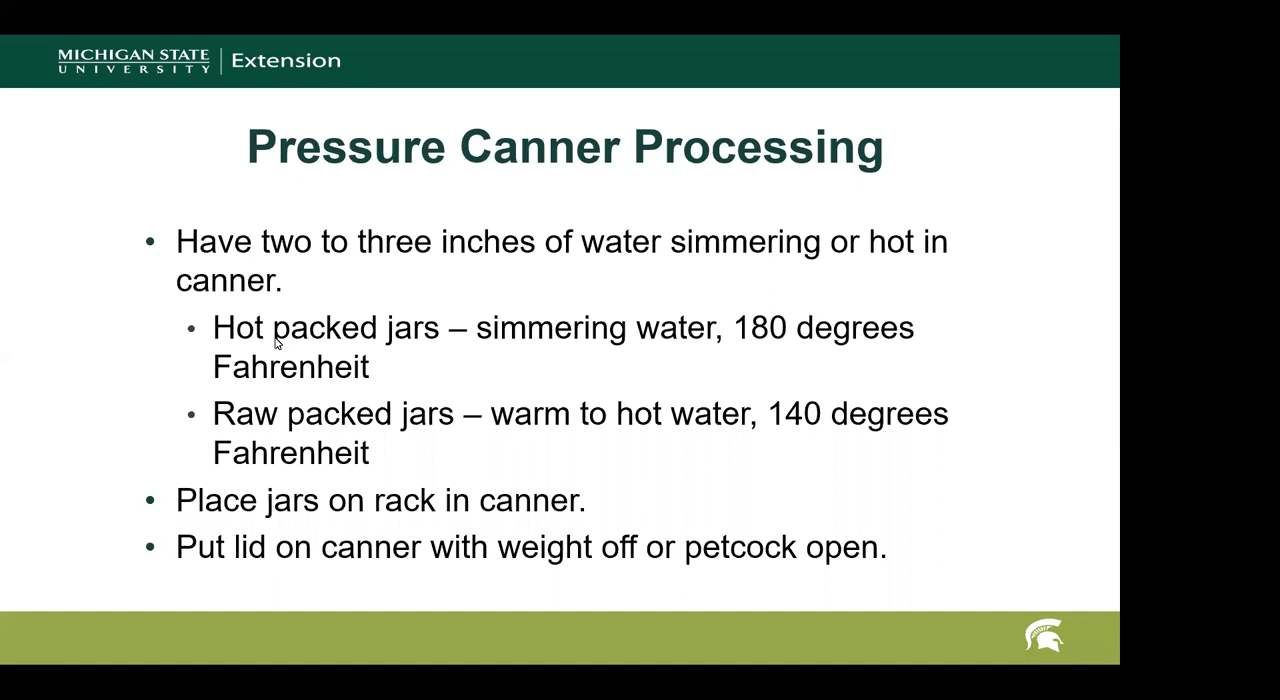 MICHIGAN STATE
UNIVERSITY
Extension
Pressure Canner Processing
• Have two to three inches of water simmering or hot in
canner.
• Hot packed jars – simmering water, 180 degrees
Fahrenheit
• Raw packed jars – warm to hot water, 140 degrees
Fahrenheit
• Place jars on rack in canner.
• Put lid on canner with weight off or petcock open.